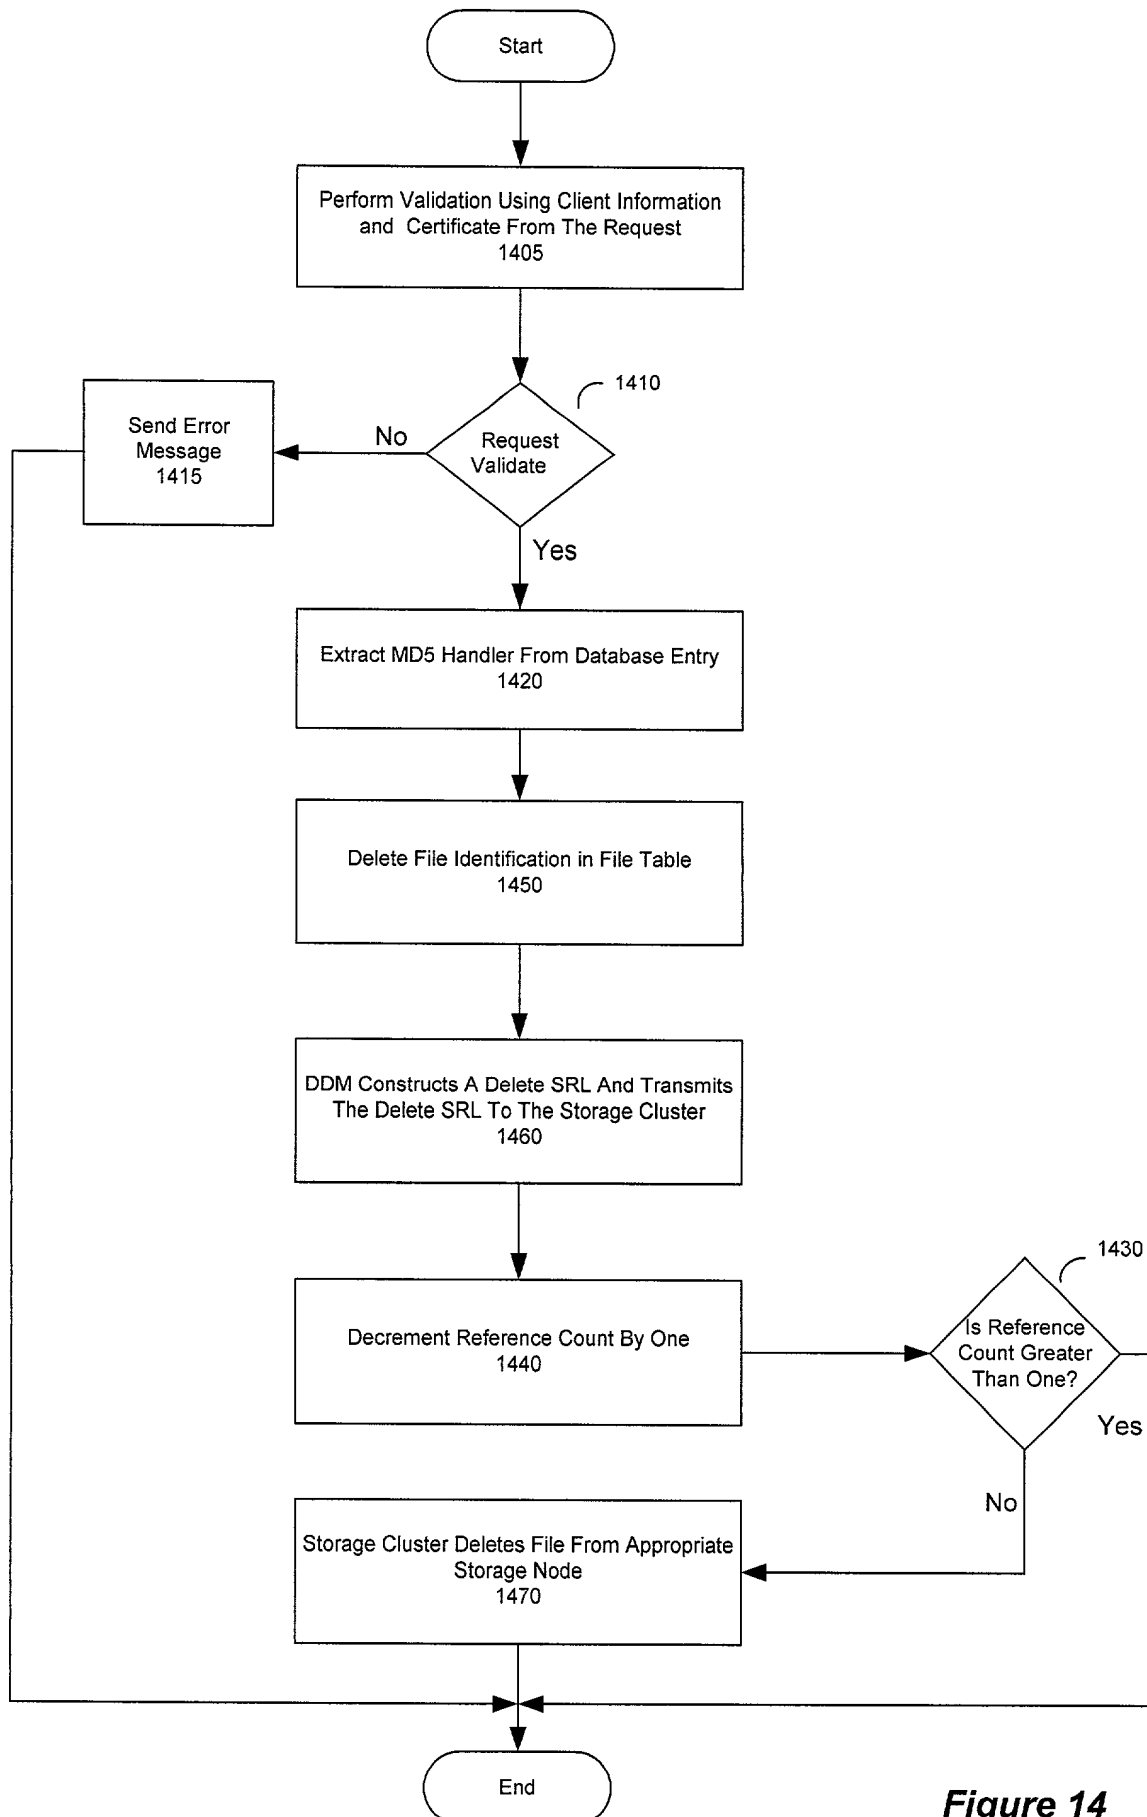 Start
Perform Validation Using Client Information
and Certificate From The Request
1405
1410
Request
Validate
No
Send Error
Message
1415
Yes
Extract MD5 Handler From Database Entry
1420
Delete File Identification in File Table
1450
DDM Constructs A Delete SRL And Transmits
The Delete SRL To The Storage Cluster
1460
Decrement Reference Count By One
1440
1430
Is Reference
Count Greater
Than One?
Yes
No
Storage Cluster Deletes File From Appropriate
Storage Node
1470
End
Figure 14